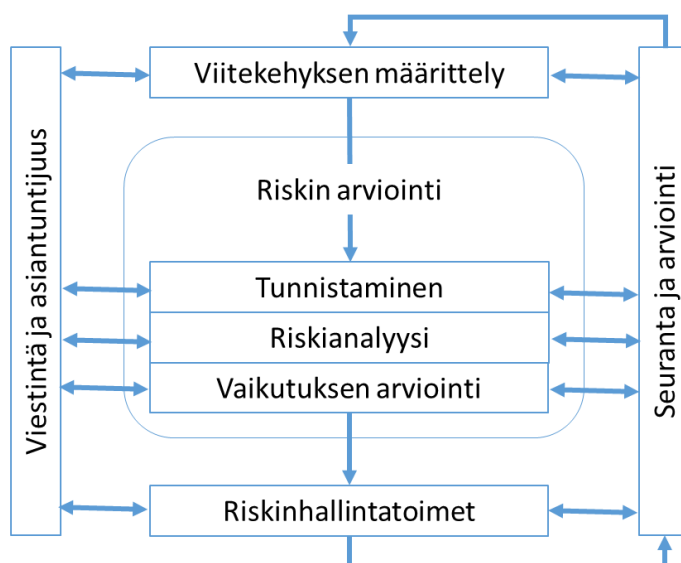 Viitekehyksen määrittely
Viestintä ja asiantuntijuus
Riskin arviointi
Tunnistaminen
Riskianalyysi
Vaikutuksen arviointi
Seuranta ja arviointi
Riskinhallintatoimet